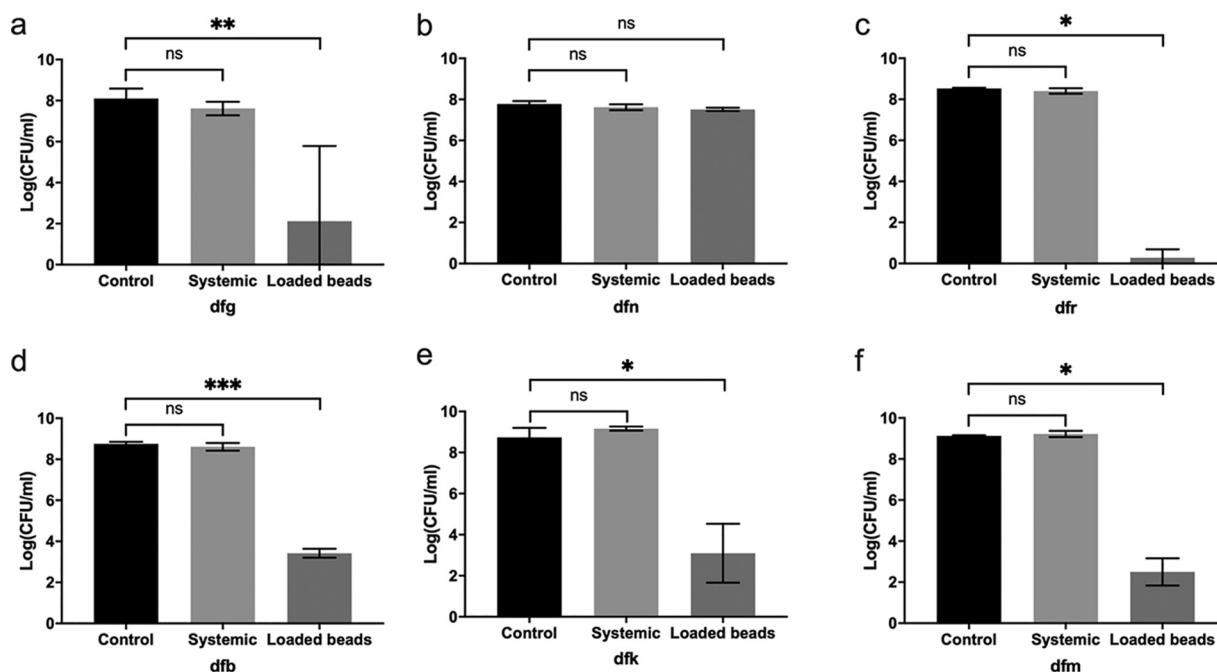 a
**
ns
10
8
6
4
2
0
Log(CFU/ml)
Control Systemic Loaded beads
dfg
b
ns
ns
10
8
6
4
2
0
Log(CFU/ml)
Control Systemic Loaded beads
dfn
c
*
ns
10
8
6
4
2
0
Log(CFU/ml)
Control Systemic Loaded beads
dfr
d
***
ns
10
8
6
4
2
0
Log(CFU/ml)
Control Systemic Loaded beads
dfb
e
*
ns
10
8
6
4
2
0
Log(CFU/ml)
Control Systemic Loaded beads
dfk
f
*
ns
10
8
6
4
2
0
Log(CFU/ml)
Control Systemic Loaded beads
dfm